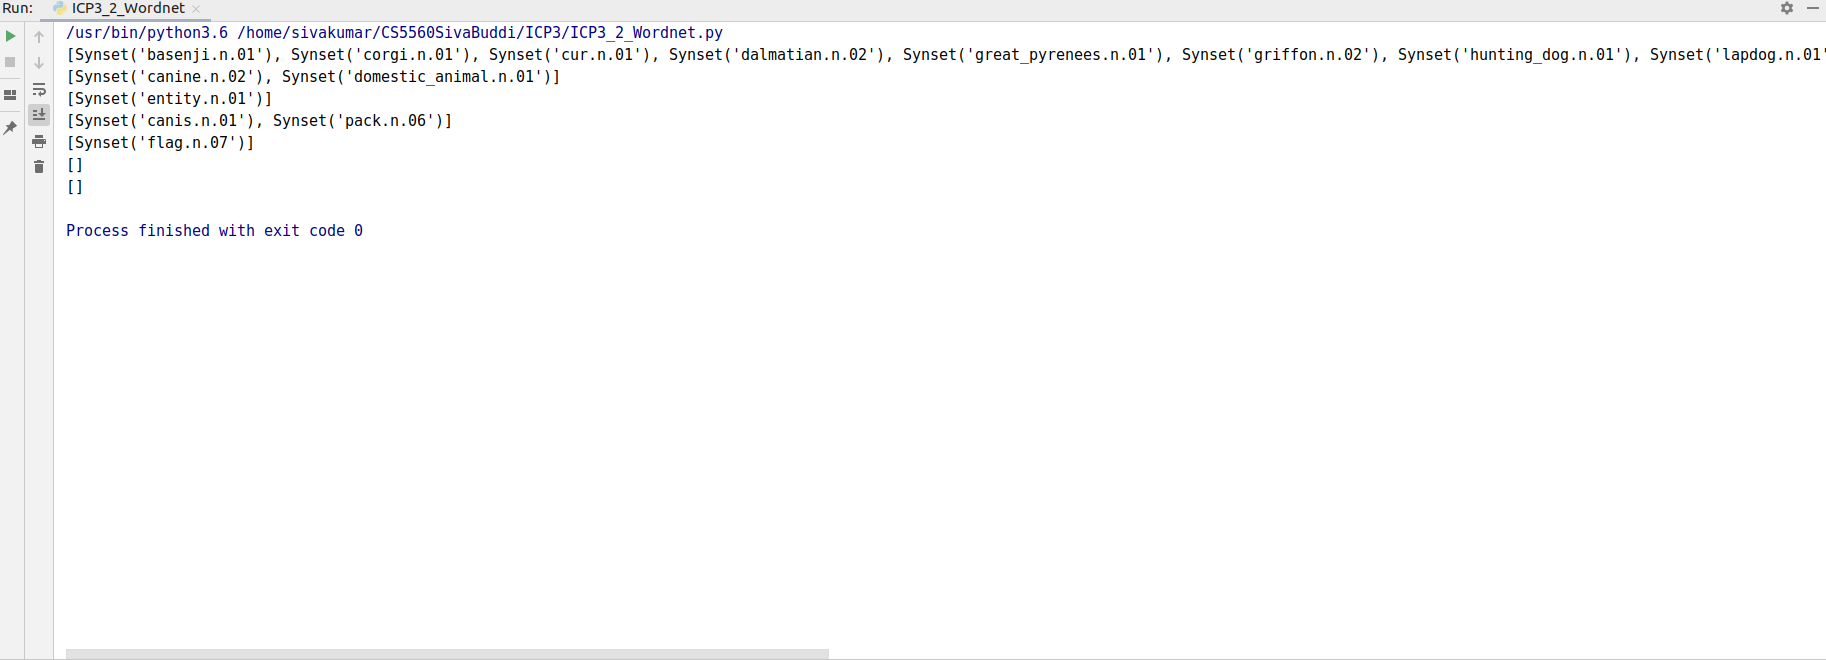 Run: ICP3_2_Wordnet
/usr/bin/python3.6 /home/sivakumar/CS5560SivaBuddi/ICP3/ICP3_2_Wordnet.py
[Synset('basenji.n.01'), Synset('corgi.n.01'), Synset('cur.n.01'), Synset('dalmatian.n.02'), Synset('great_pyrenees.n.01'), Synset('griffon.n.02'), Synset('hunting_dog.n.01'), Synset('lapdog.n.01'
[Synset('canine.n.02'), Synset('domestic_animal.n.01')]
[Synset('entity.n.01')]
[Synset('canis.n.01'), Synset('pack.n.06')]
[Synset('flag.n.07')]
[]
[]
Process finished with exit code 0